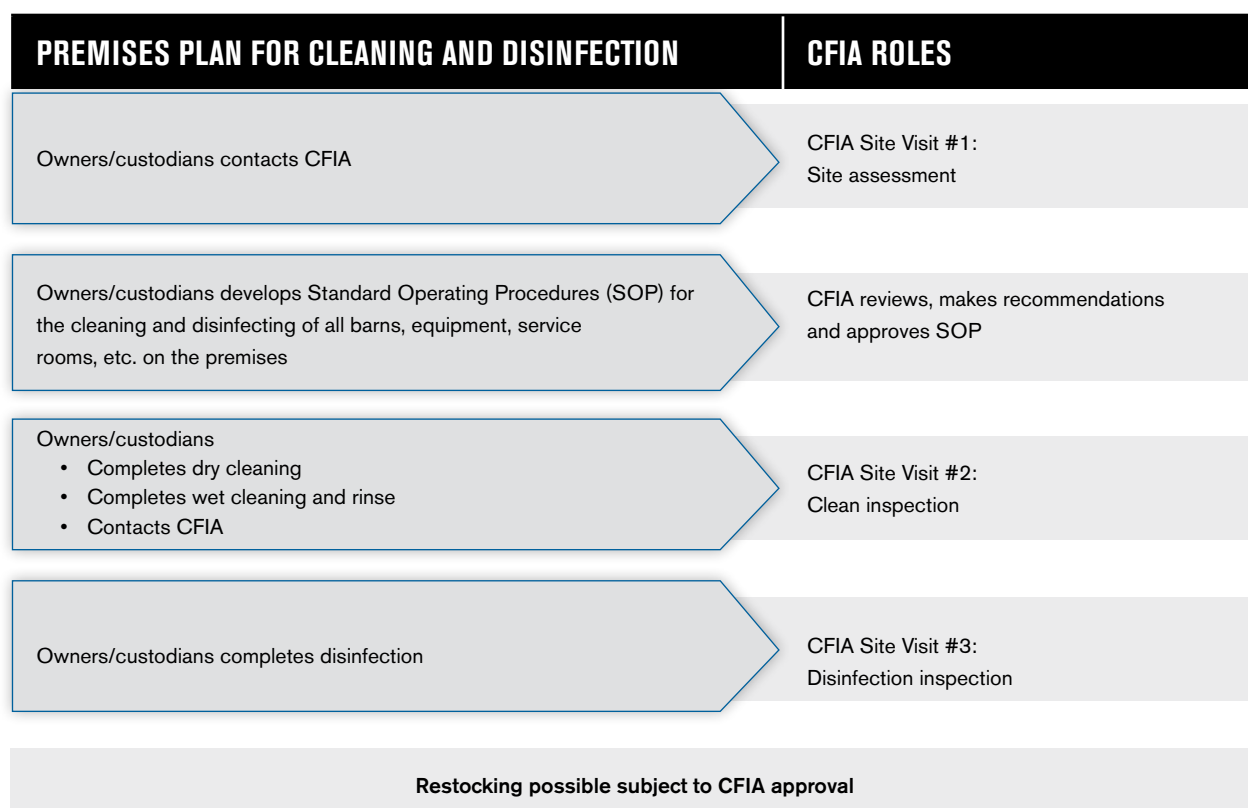 PREMISES PLAN FOR CLEANING AND DISINFECTION
CFIA ROLES
Owners/custodians contacts CFIA
CFIA Site Visit #1:
Site assessment
Owners/custodians develops Standard Operating Procedures (SOP) for
the cleaning and disinfecting of all barns, equipment, service
rooms, etc. on the premises
CFIA reviews, makes recommendations
and approves SOP
Owners/custodians
• Completes dry cleaning
• Completes wet cleaning and rinse
• Contacts CFIA
CFIA Site Visit #2:
Clean inspection
Owners/custodians completes disinfection
CFIA Site Visit #3:
Disinfection inspection
Restocking possible subject to CFIA approval